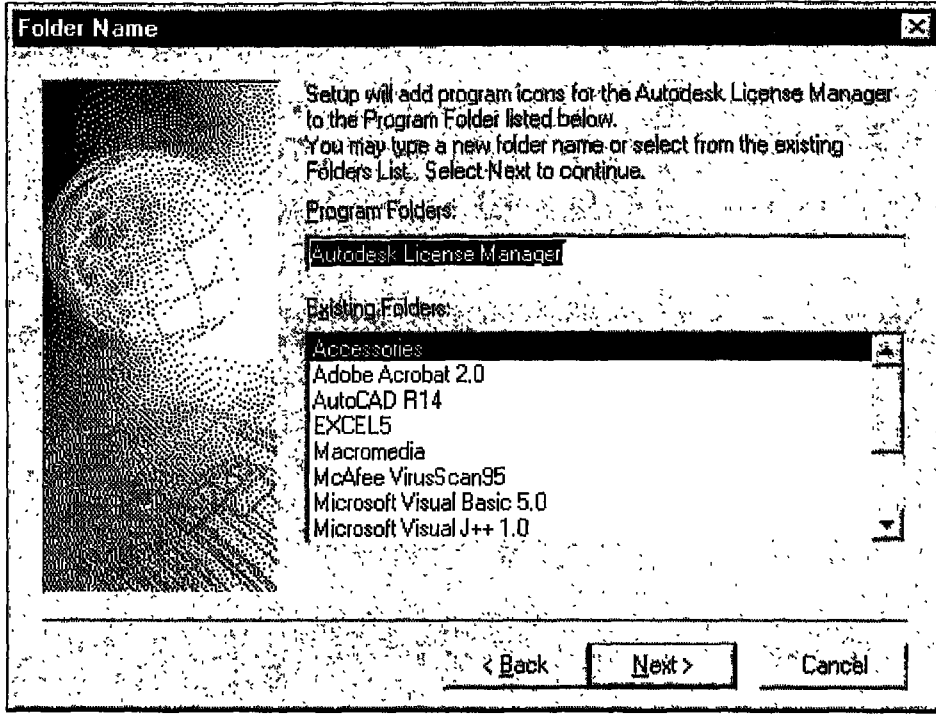 Folder Name
Setup will add program icons for the Autodesk License Manager
to the Program Folder listed below.
You may type a new folder name or select from the existing
Folders List. Select Next to continue.
Program Folders:
Autodesk License Manager
Existing Folders:
Accessories
Adobe Acrobat 2.0
AutoCAD R14
EXCEL5
Macromedia
McAfee VirusScan95
Microsoft Visual Basic 5.0
Microsoft Visual J++ 1.0
< Back Next > Cancel